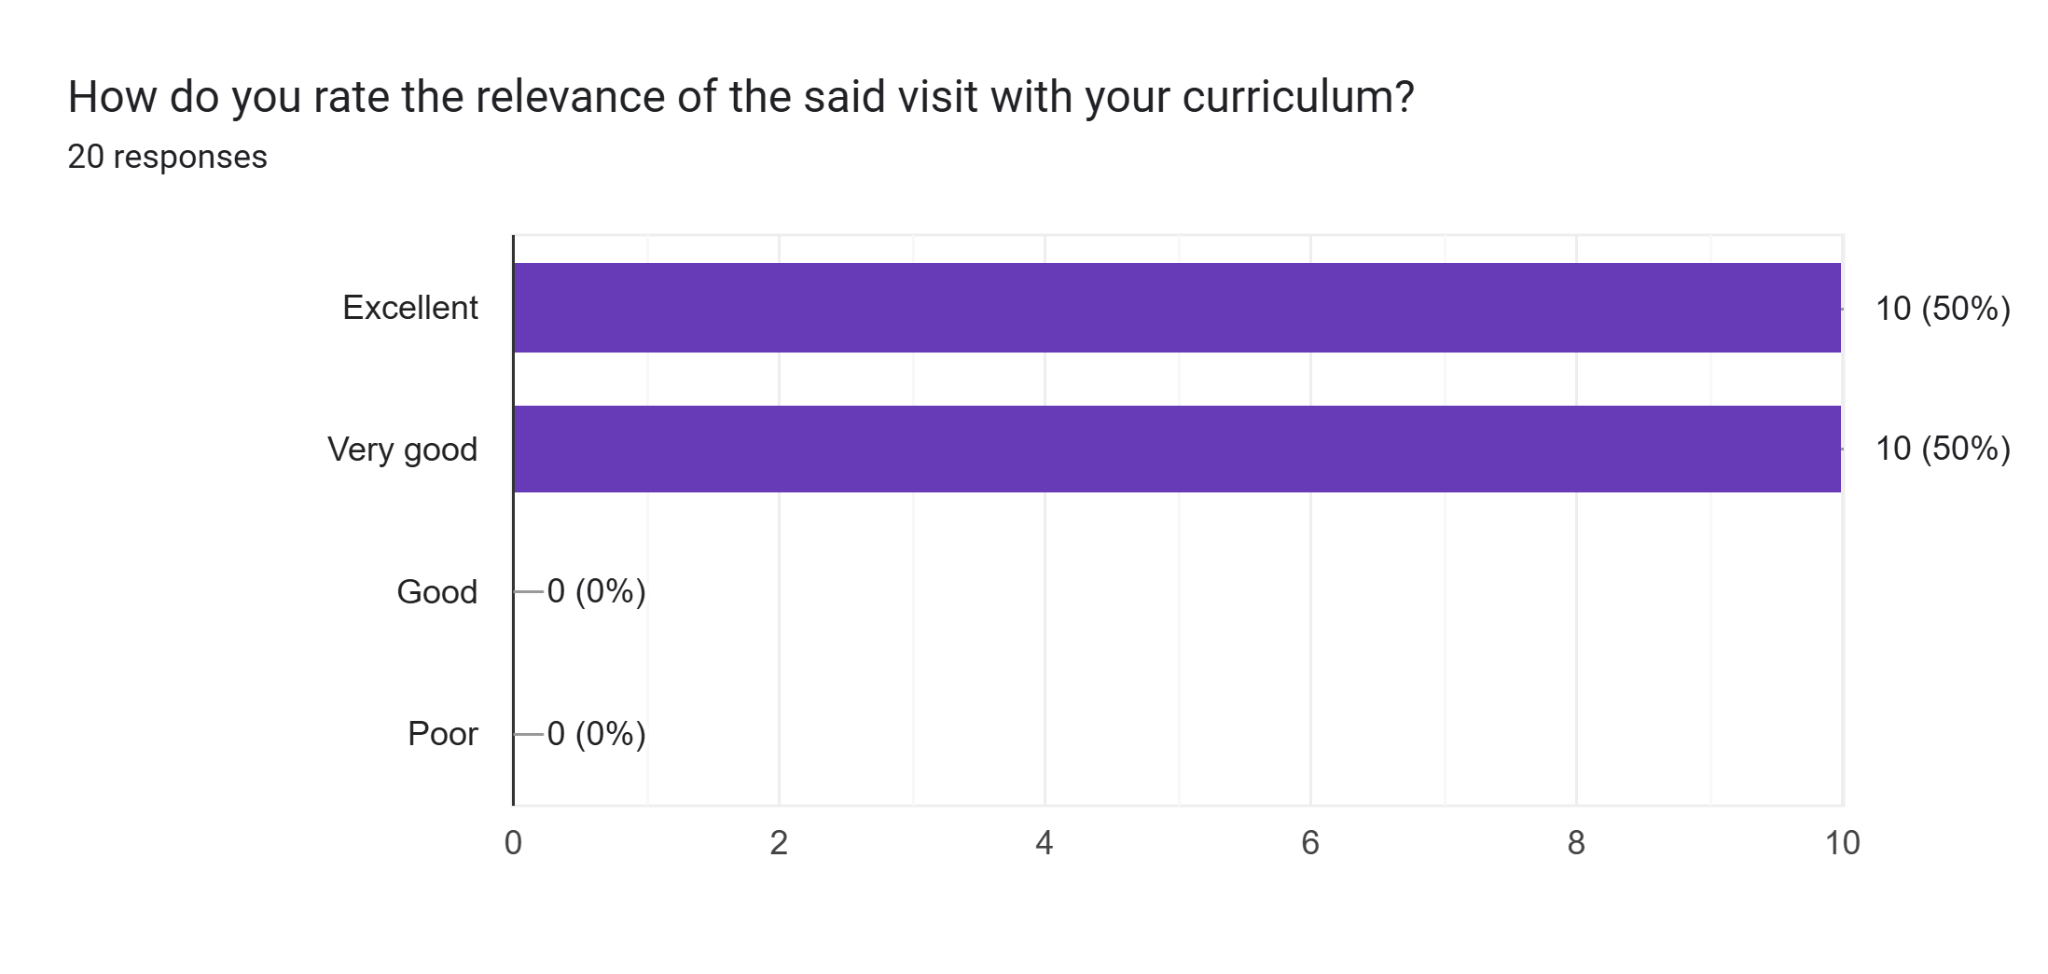 How do you rate the relevance of the said visit with your curriculum?
20 responses
Excellent
10 (50%)
Very good
10 (50%)
Good
0 (0%)
Poor
0 (0%)
0 2 4 6 8 10